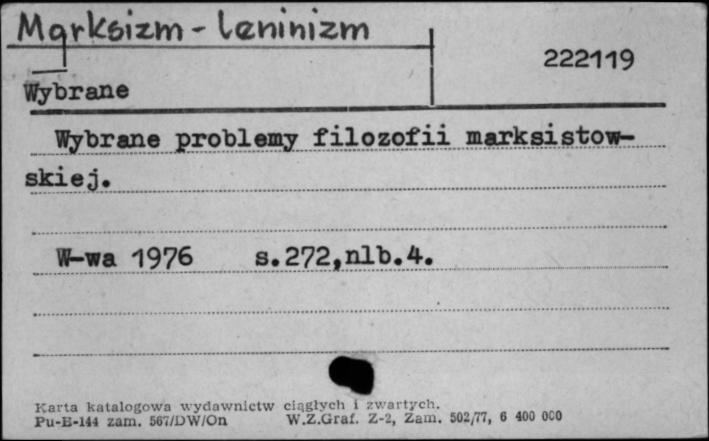 Marksizm - leninizm
222119
Wybrane
Wybrane problemy filozofii marksistow-
skiej.
W-wa 1976 s.272,nlb.4.
Karta katalogowa wydawnictw ciągłych i zwartych.
Pu-E-144 zam. 567/DW/On W.Z.Graf. Z-2, Zam. 502/77, 6 400 000